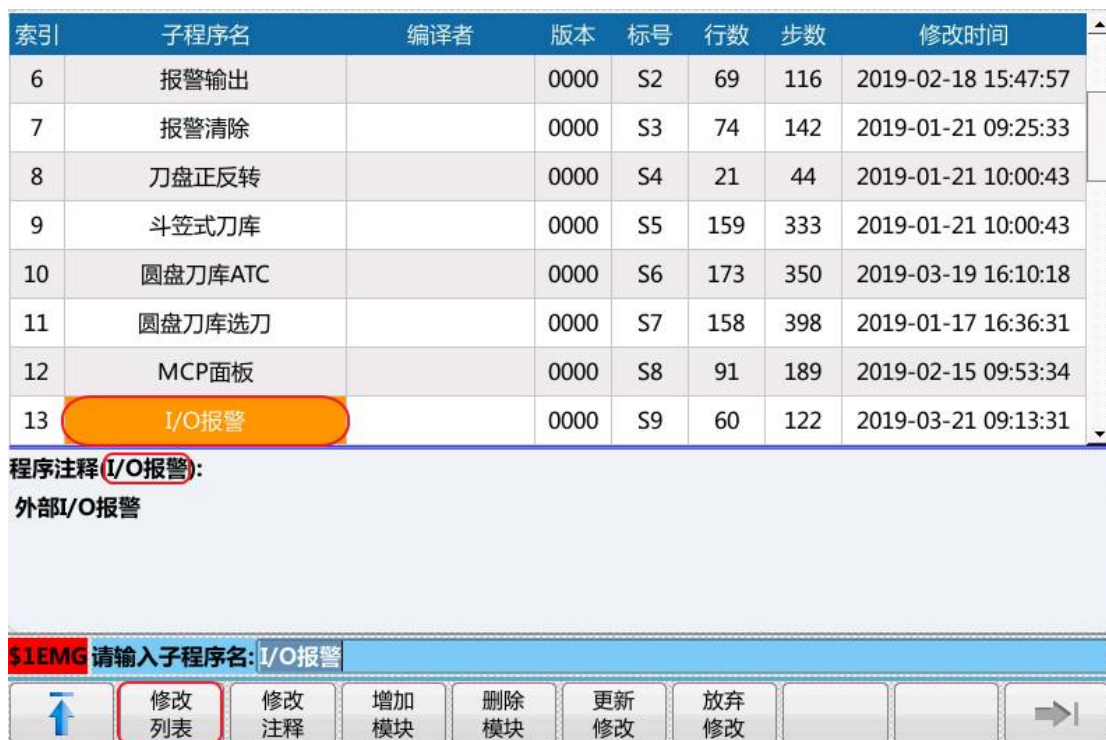 索引 子程序名 编译者 版本 标号 行数 步数 修改时间
6 报警输出 0000 S2 69 116 2019-02-18 15:47:57
7 报警清除 0000 S3 74 142 2019-01-21 09:25:33
8 刀盘正反转 0000 S4 21 44 2019-01-21 10:00:43
9 斗笠式刀库 0000 S5 159 333 2019-01-21 10:00:43
10 圆盘刀库ATC 0000 S6 173 350 2019-03-19 16:10:18
11 圆盘刀库选刀 0000 S7 158 398 2019-01-17 16:36:31
12 MCP面板 0000 S8 91 189 2019-02-15 09:53:34
13 I/O报警 0000 S9 60 122 2019-03-21 09:13:31
程序注释(I/O报警):
外部I/O报警
$1EMG 请输入子程序名: I/O报警
修改 修改 增加 删除 更新 放弃
列表 注释 模块 模块 修改 修改